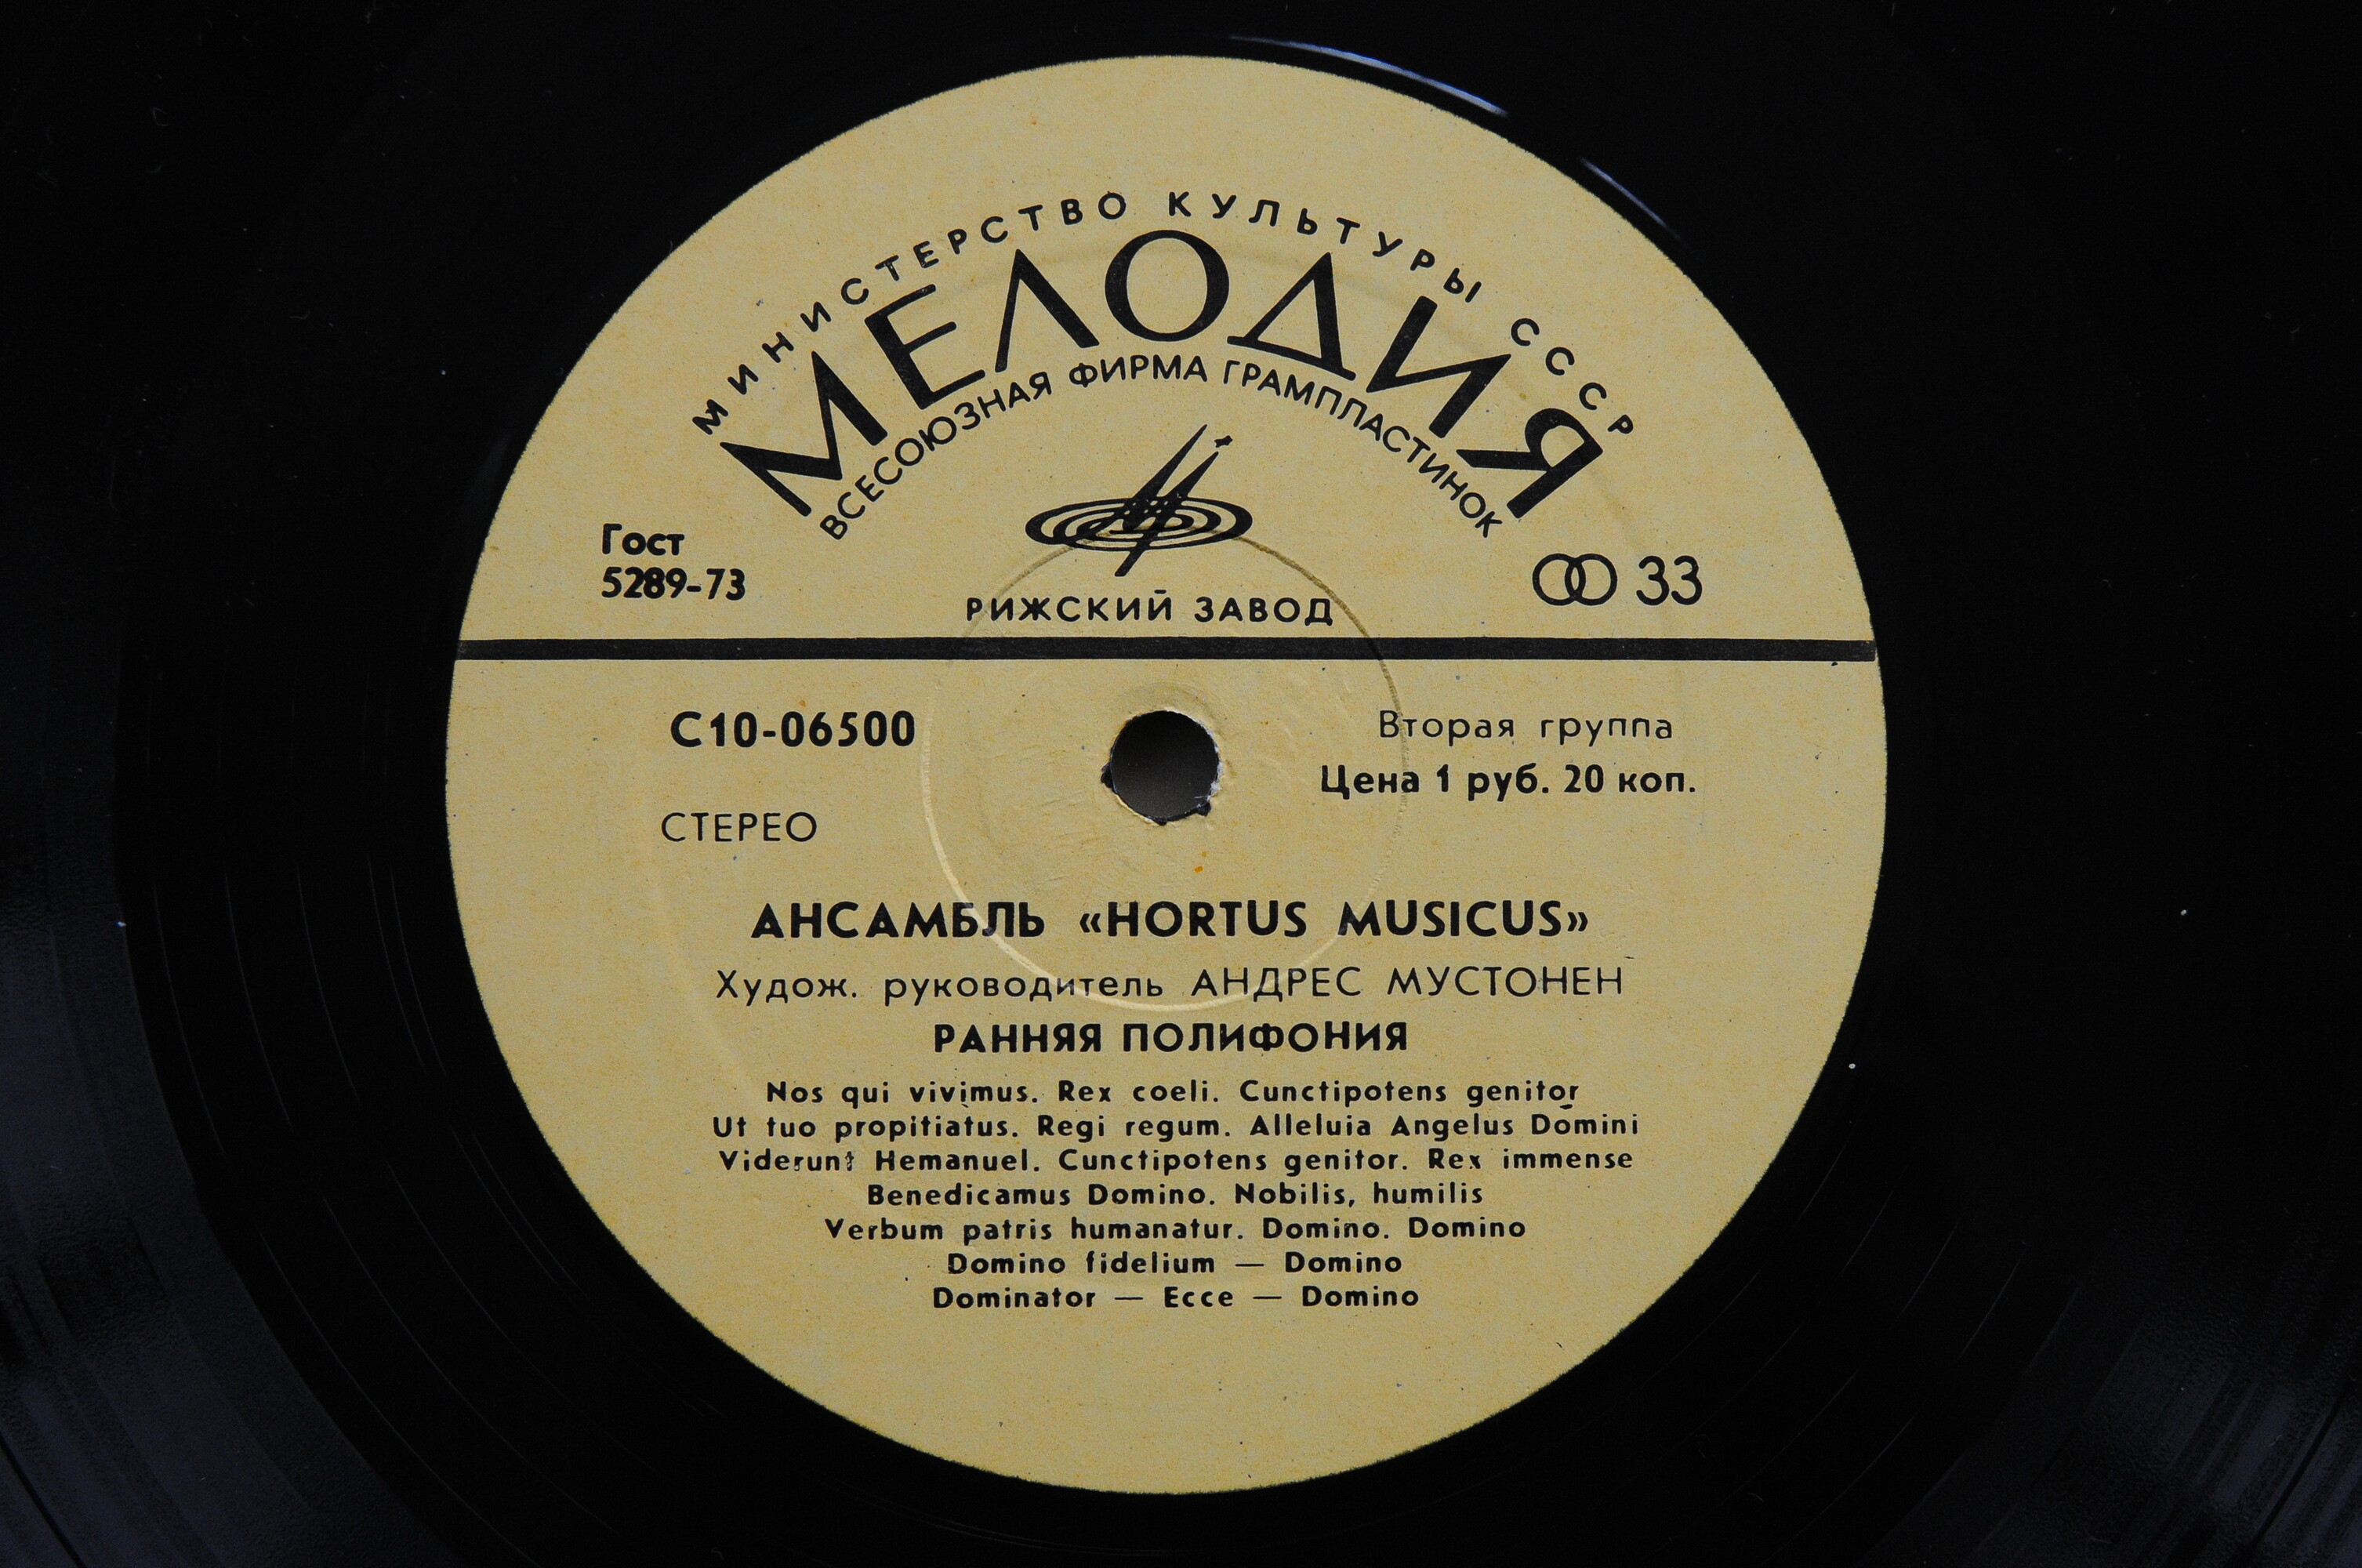 МИНИСТЕРСТВО КУЛЬТУРЫ СССР
МЕЛОДИЯ
ВСЕСОЮЗНАЯ ФИРМА ГРАМПЛАСТИНОК
Гост
5289-73
33
РИЖСКИЙ ЗАВОД
С10-06500
Вторая группа
Цена 1 руб. 20 коп.
СТЕРЕО
АНСАМБЛЬ «HORTUS MUSICUS»
Худож. руководитель АНДРЕС МУСТОНЕН
РАННЯЯ ПОЛИФОНИЯ
Nos qui vivimus. Rex coeli. Cunctipotens genitor
Ut tuo propitiatus. Regi regum. Alleluia Angelus Domini
Viderunt Hemanuel. Cunctipotens genitor. Rex immense
Benedicamus Domino. Nobilis, humilis
Verbum patris humanatur. Domino. Domino
Domino fidelium — Domino
Dominator — Ecce — Domino